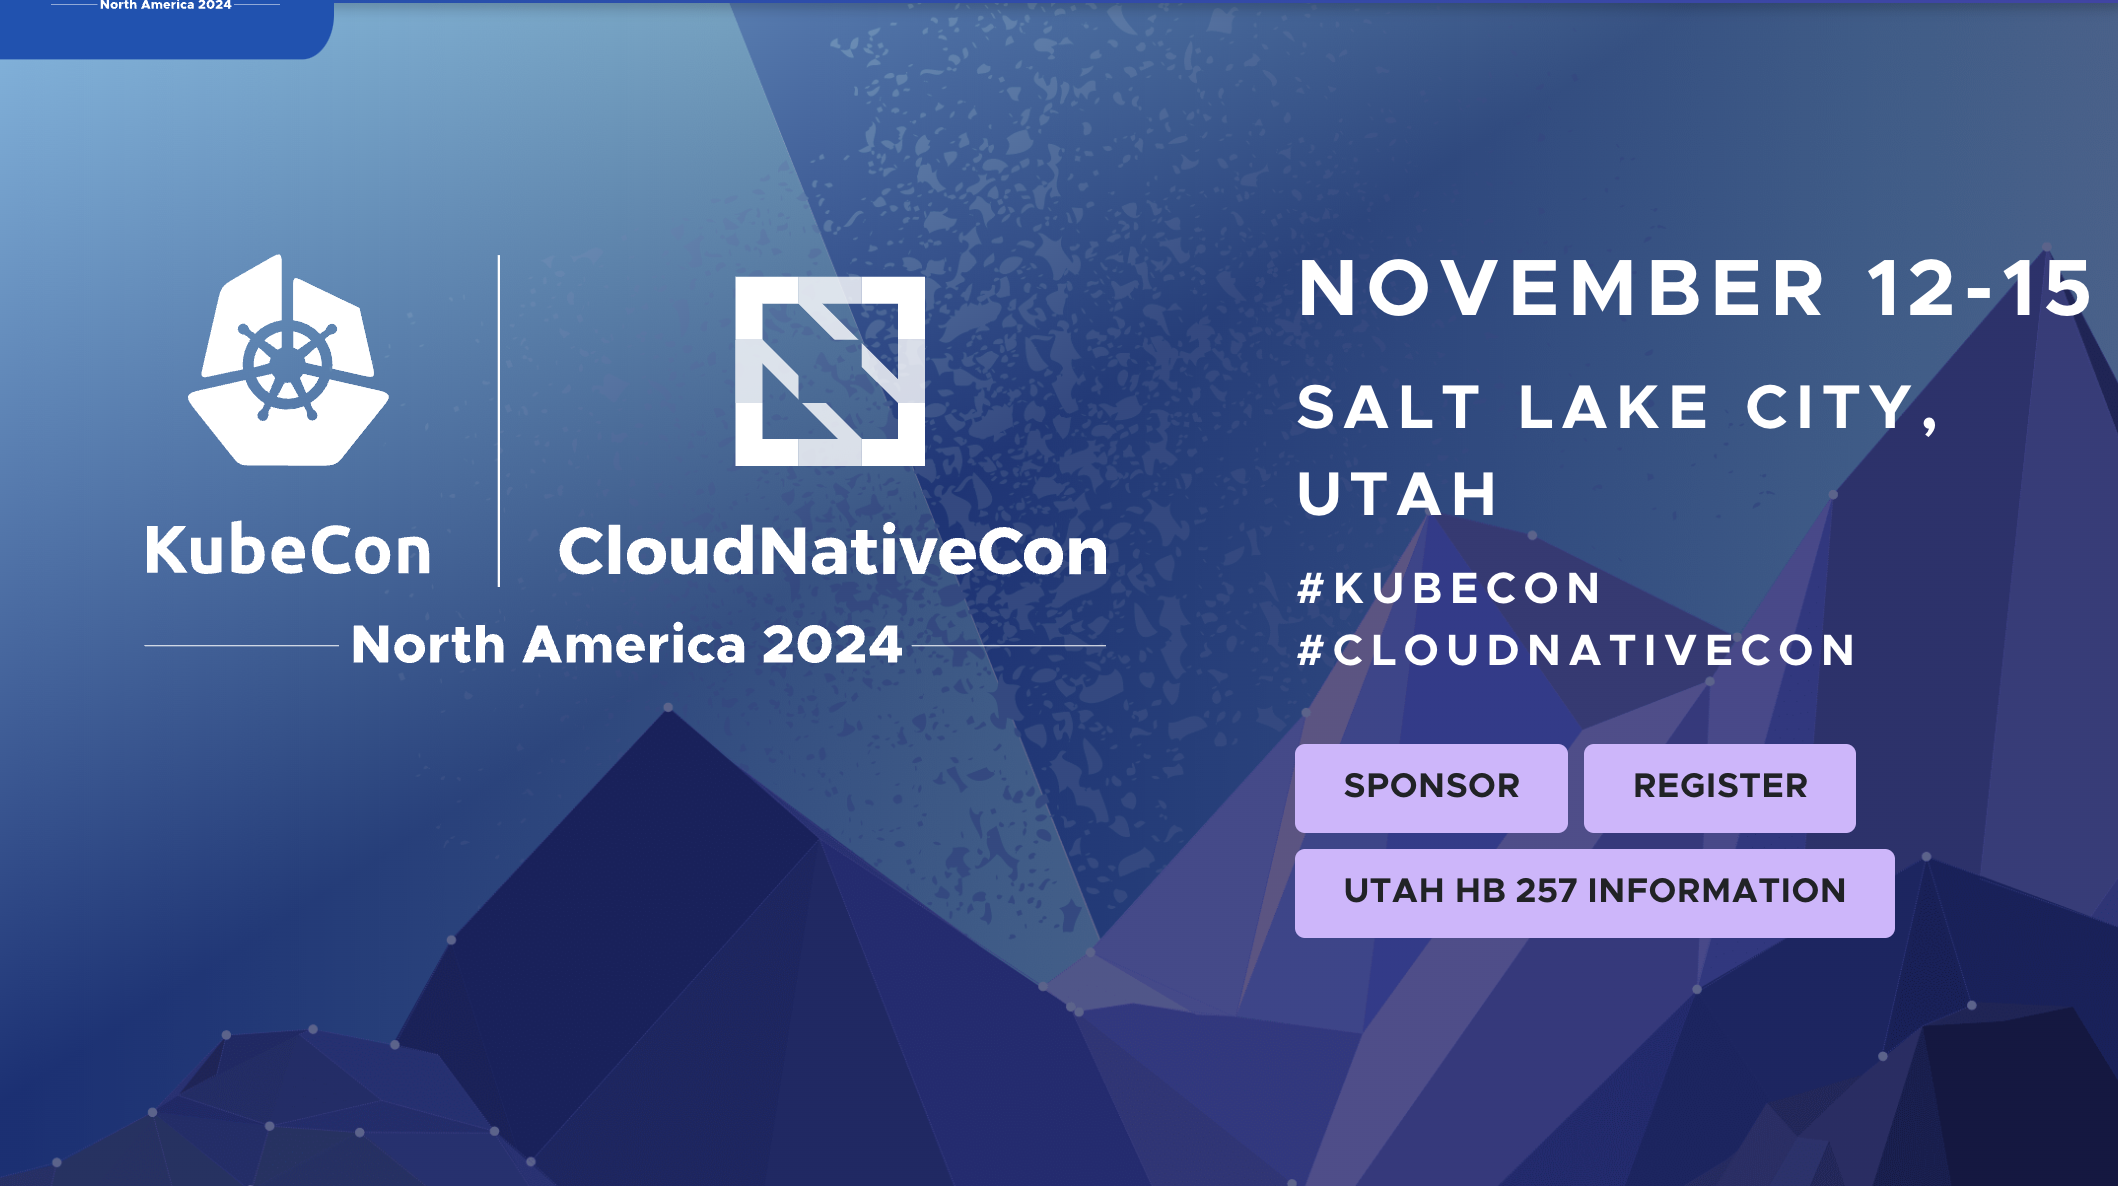 North America 2024
KubeCon
CloudNativeCon
North America 2024
NOVEMBER 12-15
SALT LAKE CITY,
UTAH
#KUBECON
#CLOUDNATIVECON
SPONSOR
REGISTER
UTAH HB 257 INFORMATION